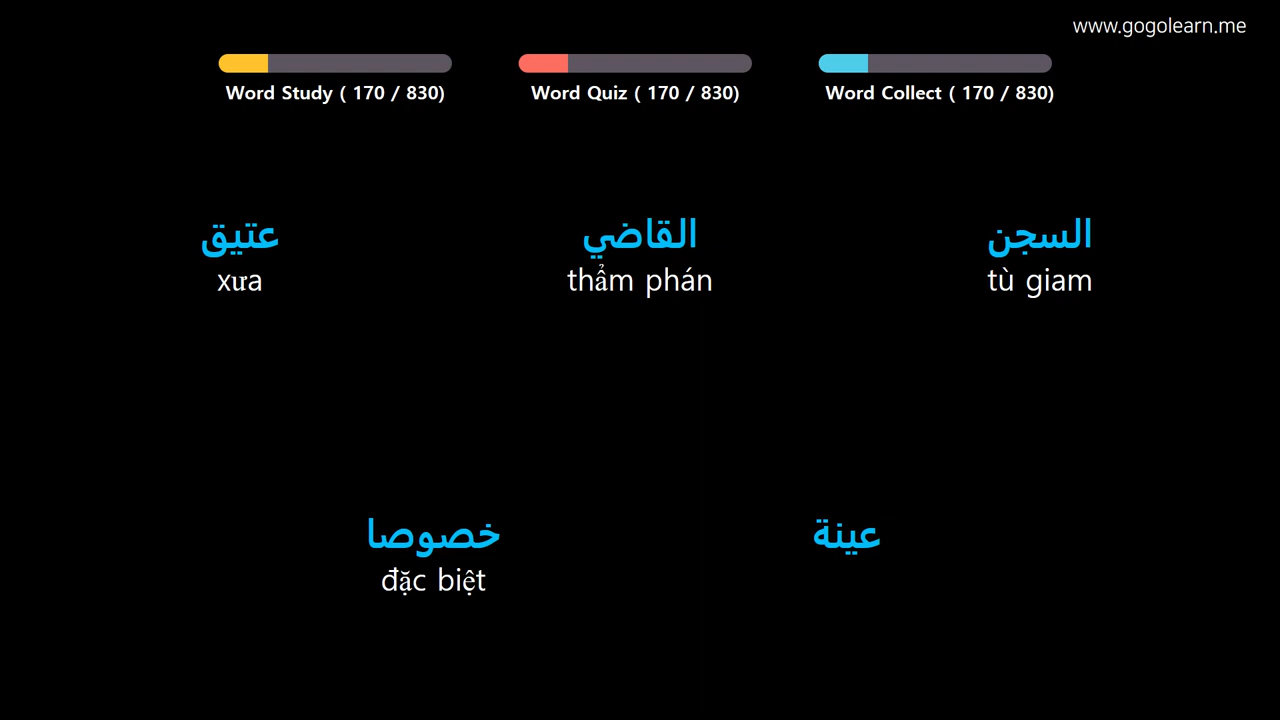 www.gogolearn.me
Word Study ( 170 / 830)
Word Quiz ( 170 / 830)
Word Collect ( 170 / 830)
عتيق
xưa
القاضي
thẩm phán
السجن
tù giam
خصوصا
đặc biệt
عينة